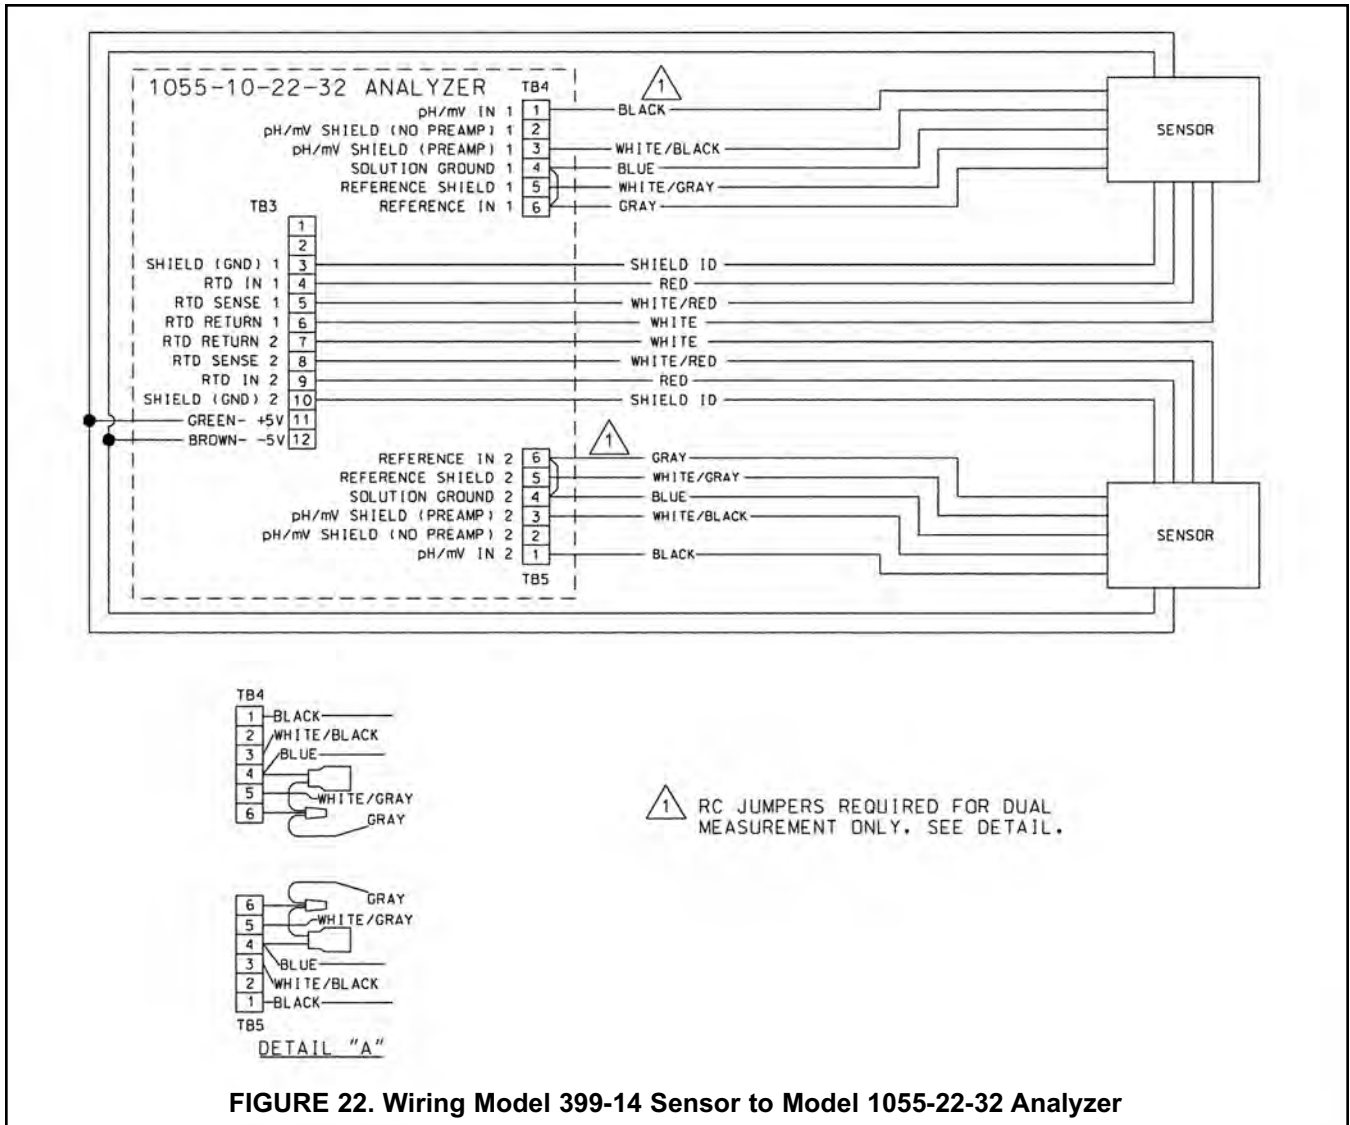 1055-10-22-32 ANALYZER TB4
1
pH/mV IN 1 1 BLACK
pH/mV SHIELD (NO PREAMP) 1 2
pH/mV SHIELD (PREAMP) 1 3 WHITE/BLACK
SOLUTION GROUND 1 4 BLUE
REFERENCE SHIELD 1 5 WHITE/GRAY
REFERENCE IN 1 6 GRAY
SENSOR
TB3
1
2
SHIELD (GND) 1 3 SHIELD ID
RTD IN 1 4 RED
RTD SENSE 1 5 WHITE/RED
RTD RETURN 1 6 WHITE
RTD RETURN 2 7 WHITE
RTD SENSE 2 8 WHITE/RED
RTD IN 2 9 RED
SHIELD (GND) 2 10 SHIELD ID
GREEN- +5V 11
BROWN- -5V 12
1
REFERENCE IN 2 6 GRAY
REFERENCE SHIELD 2 5 WHITE/GRAY
SOLUTION GROUND 2 4 BLUE
pH/mV SHIELD (PREAMP) 2 3 WHITE/BLACK
pH/mV SHIELD (NO PREAMP) 2 2
pH/mV IN 2 1 BLACK
TB5
SENSOR
TB4
1 BLACK
2 WHITE/BLACK
3 BLUE
4
5 WHITE/GRAY
6 GRAY
1 RC JUMPERS REQUIRED FOR DUAL
MEASUREMENT ONLY. SEE DETAIL.
6 GRAY
5 WHITE/GRAY
4
3 BLUE
2 WHITE/BLACK
1 BLACK
TB5
DETAIL "A"
FIGURE 22. Wiring Model 399-14 Sensor to Model 1055-22-32 Analyzer